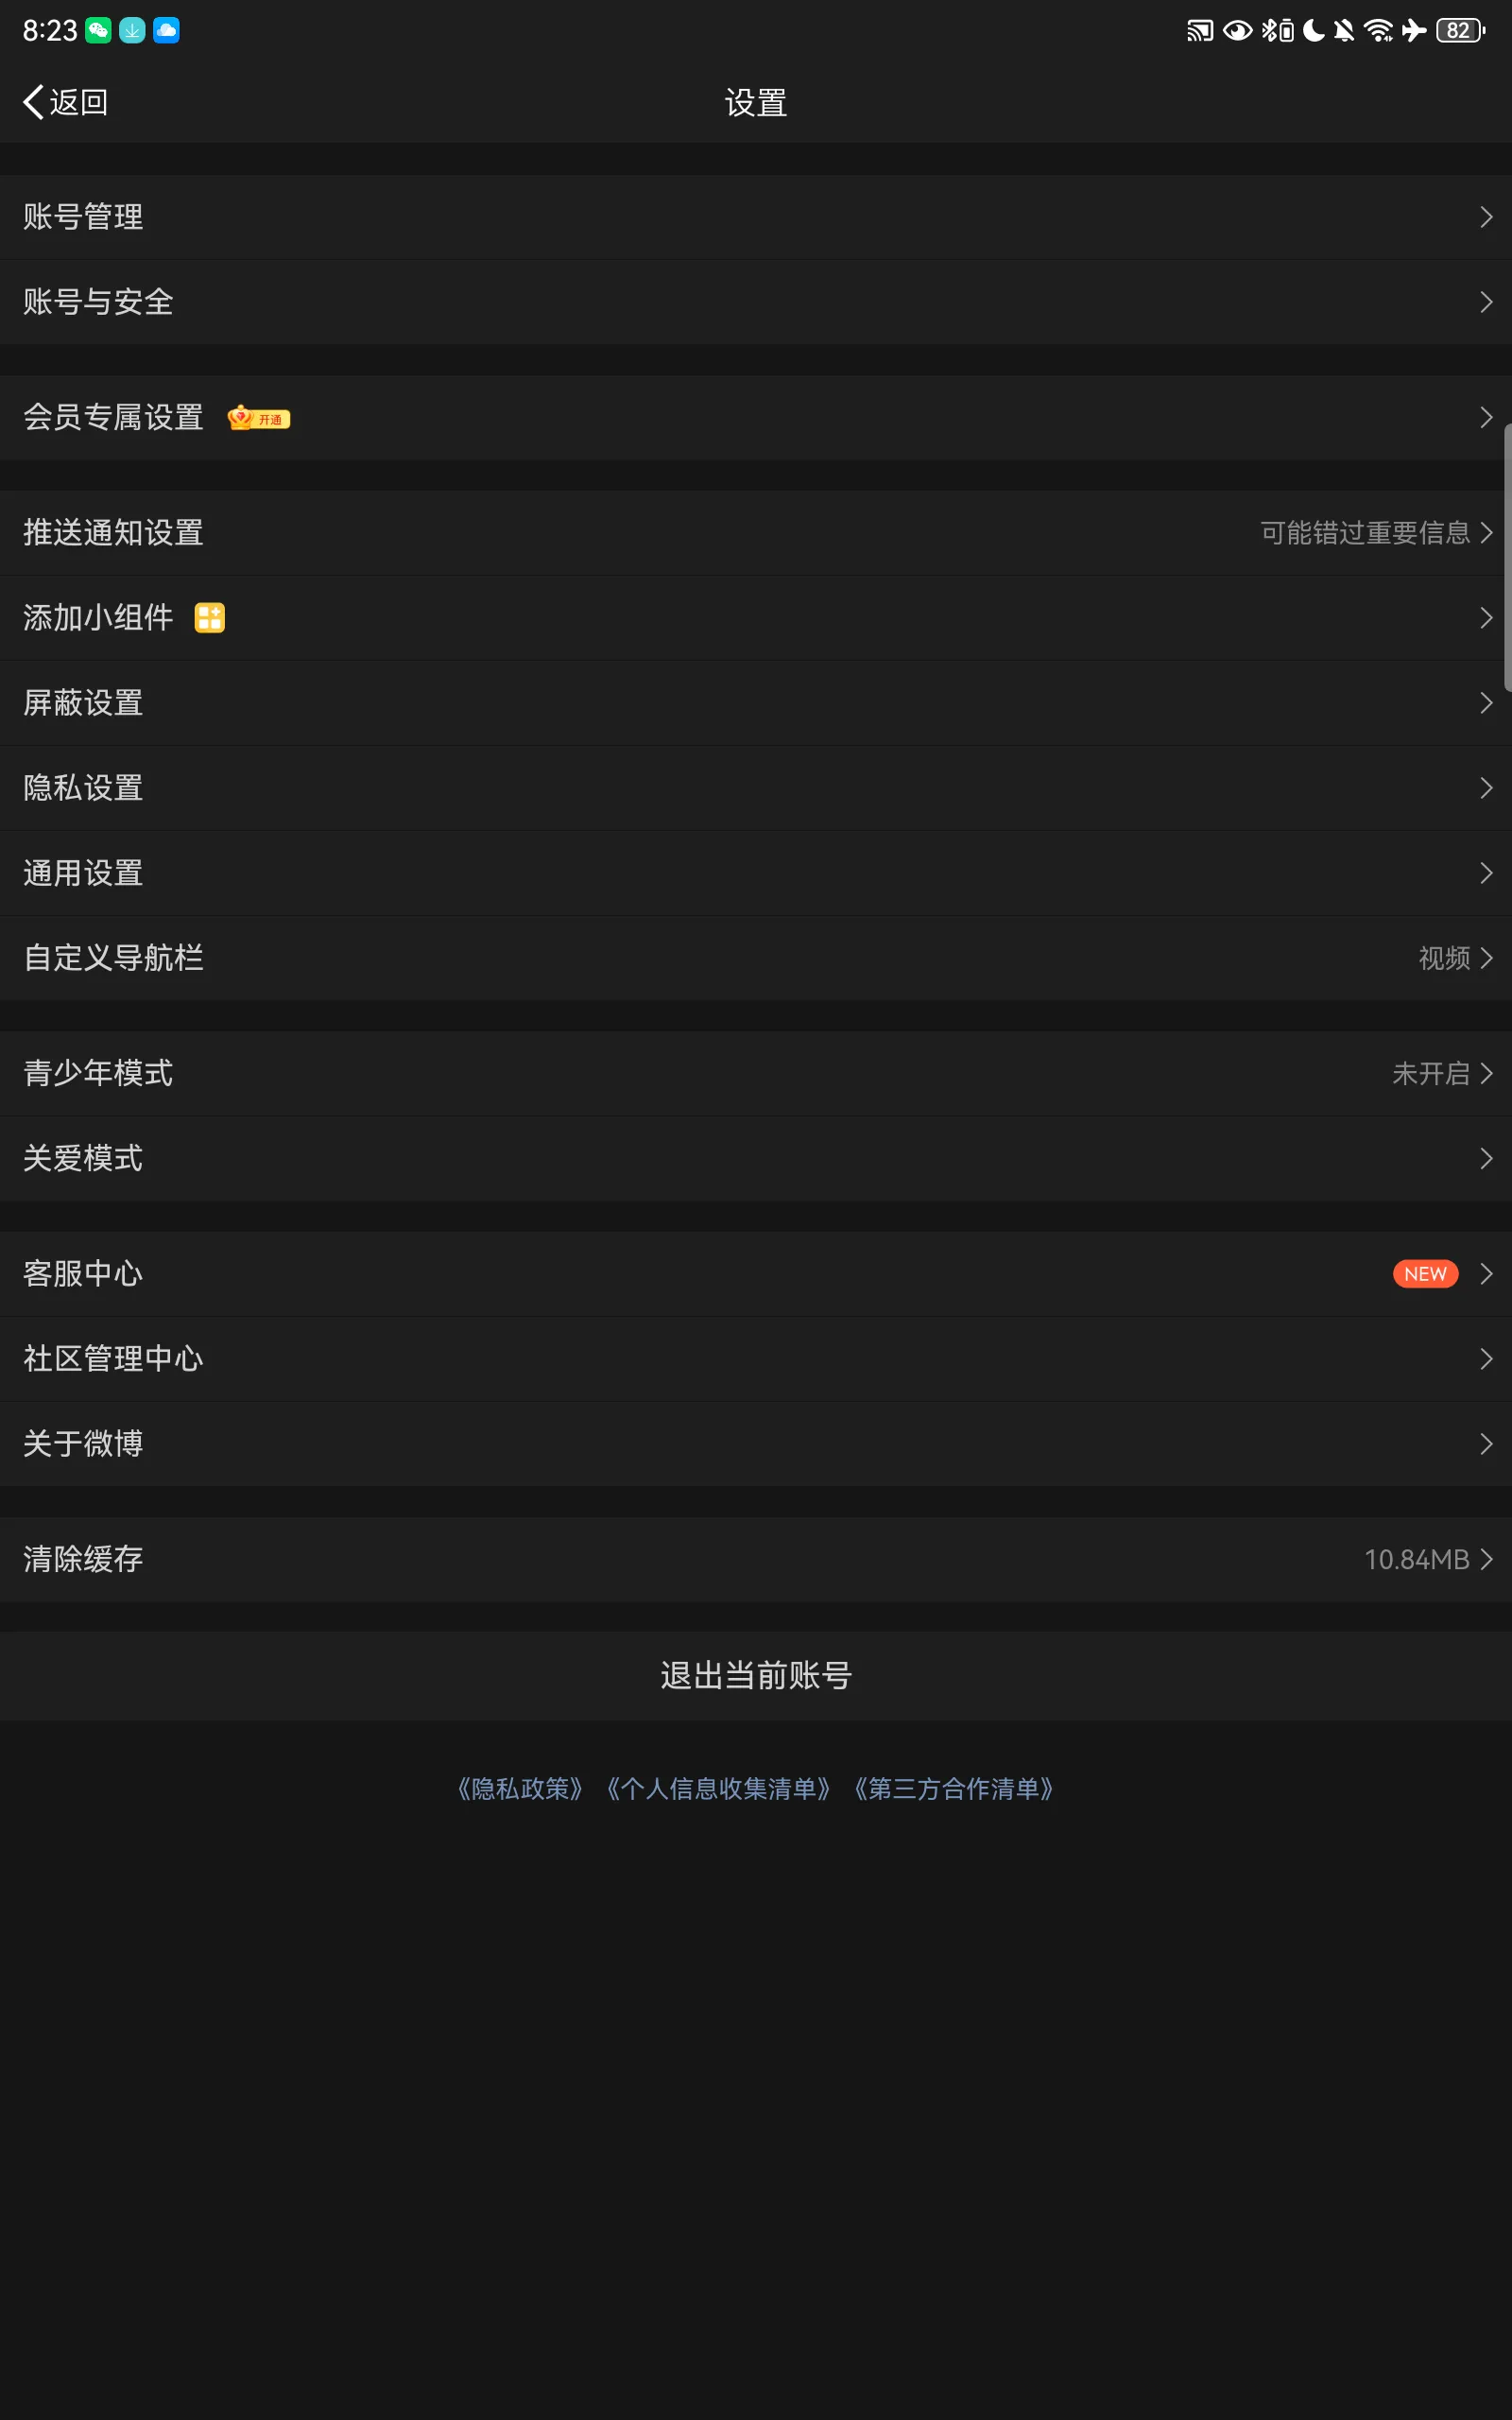 8:23 82
返回 设置
账号管理
账号与安全
会员专属设置 开通
推送通知设置 可能错过重要信息
添加小组件
屏蔽设置
隐私设置
通用设置
自定义导航栏 视频
青少年模式 未开启
关爱模式
客服中心 NEW
社区管理中心
关于微博
清除缓存 10.84MB
退出当前账号
《隐私政策》《个人信息收集清单》《第三方合作清单》